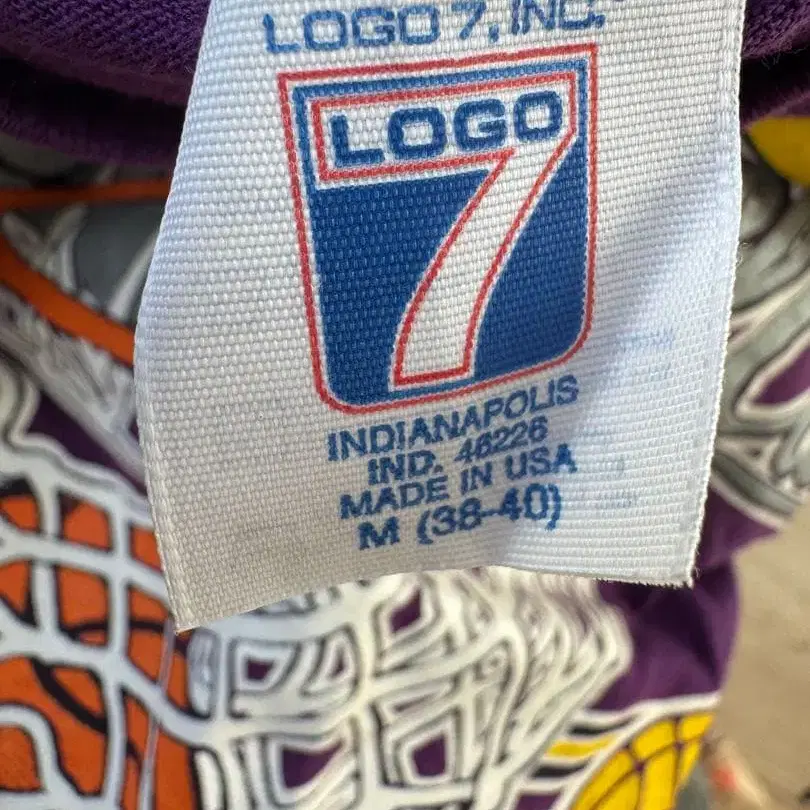 LOGO 7, INC.
LOGO
7
INDIANAPOLIS
IND. 46226
MADE IN USA
M (38-40)